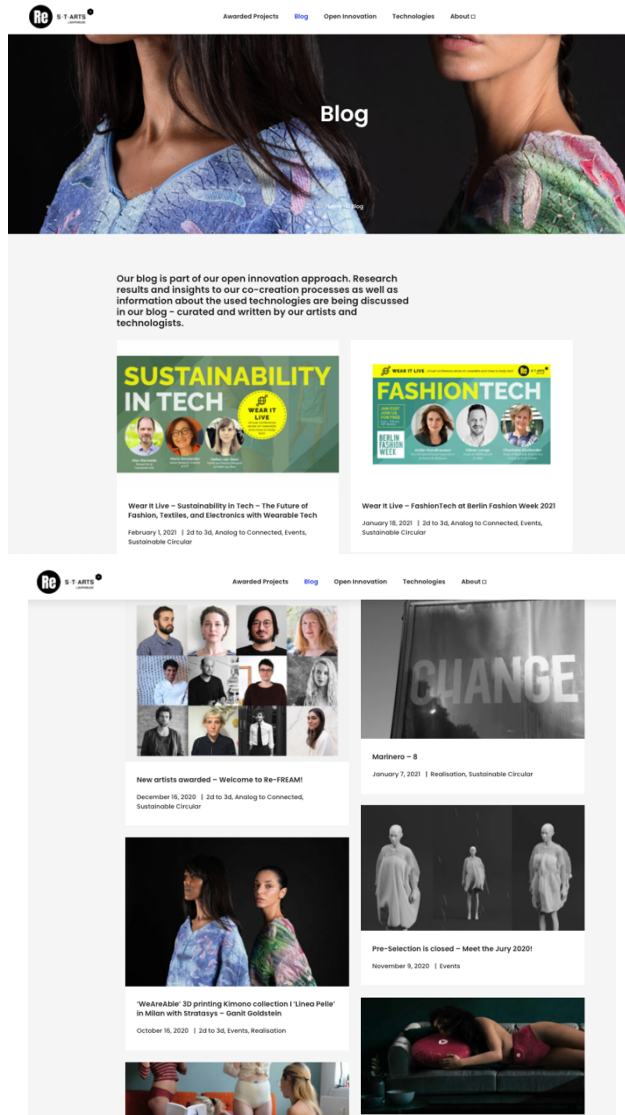 Re S·T·ARTS
LIGHTHOUSE
Awarded Projects Blog Open Innovation Technologies About
Blog
Blog
Our blog is part of our open innovation approach. Research
results and insights to our co-creation processes as well as
information about the used technologies are being discussed
in our blog - curated and written by our artists and
technologists.
SUSTAINABILITY
IN TECH
WEAR IT
LIVE
WEAR IT LIVE
Re
FASHIONTECH
JOIN US
FOR FREE
BERLIN
FASHION
WEEK
Wear It Live – Sustainability in Tech – The Future of
Fashion, Textiles, and Electronics with Wearable Tech
February 1, 2021 | 2d to 3d, Analog to Connected, Events,
Sustainable Circular
Wear It Live – FashionTech at Berlin Fashion Week 2021
January 18, 2021 | 2d to 3d, Analog to Connected, Events,
Sustainable Circular
Re S·T·ARTS
LIGHTHOUSE
Awarded Projects Blog Open Innovation Technologies About
New artists awarded – Welcome to Re-FREAM!
December 16, 2020 | 2d to 3d, Analog to Connected,
Sustainable Circular
CHANGE
Marinero – 8
January 7, 2021 | Realisation, Sustainable Circular
'WeAreAble' 3D printing Kimono collection I 'Linea Pelle'
in Milan with Stratasys – Ganit Goldstein
October 16, 2020 | 2d to 3d, Events, Realisation
Pre-Selection is closed – Meet the Jury 2020!
November 9, 2020 | Events